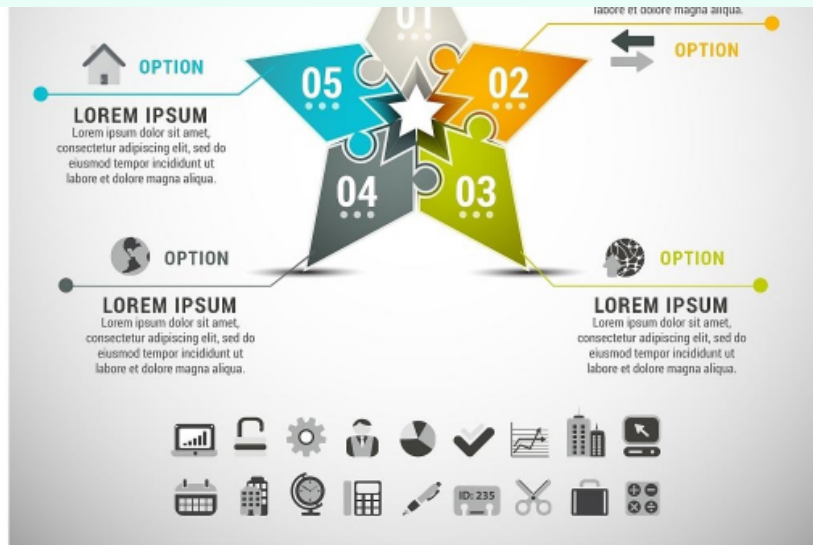 01
labore et dolore magna aliqua.
OPTION
05
02
OPTION
LOREM IPSUM
Lorem ipsum dolor sit amet,
consectetur adipiscing elit, sed do
eiusmod tempor incididunt ut
labore et dolore magna aliqua.
04
03
OPTION
OPTION
LOREM IPSUM
Lorem ipsum dolor sit amet,
consectetur adipiscing elit, sed do
eiusmod tempor incididunt ut
labore et dolore magna aliqua.
LOREM IPSUM
Lorem ipsum dolor sit amet,
consectetur adipiscing elit, sed do
eiusmod tempor incididunt ut
labore et dolore magna aliqua.
ID: 235